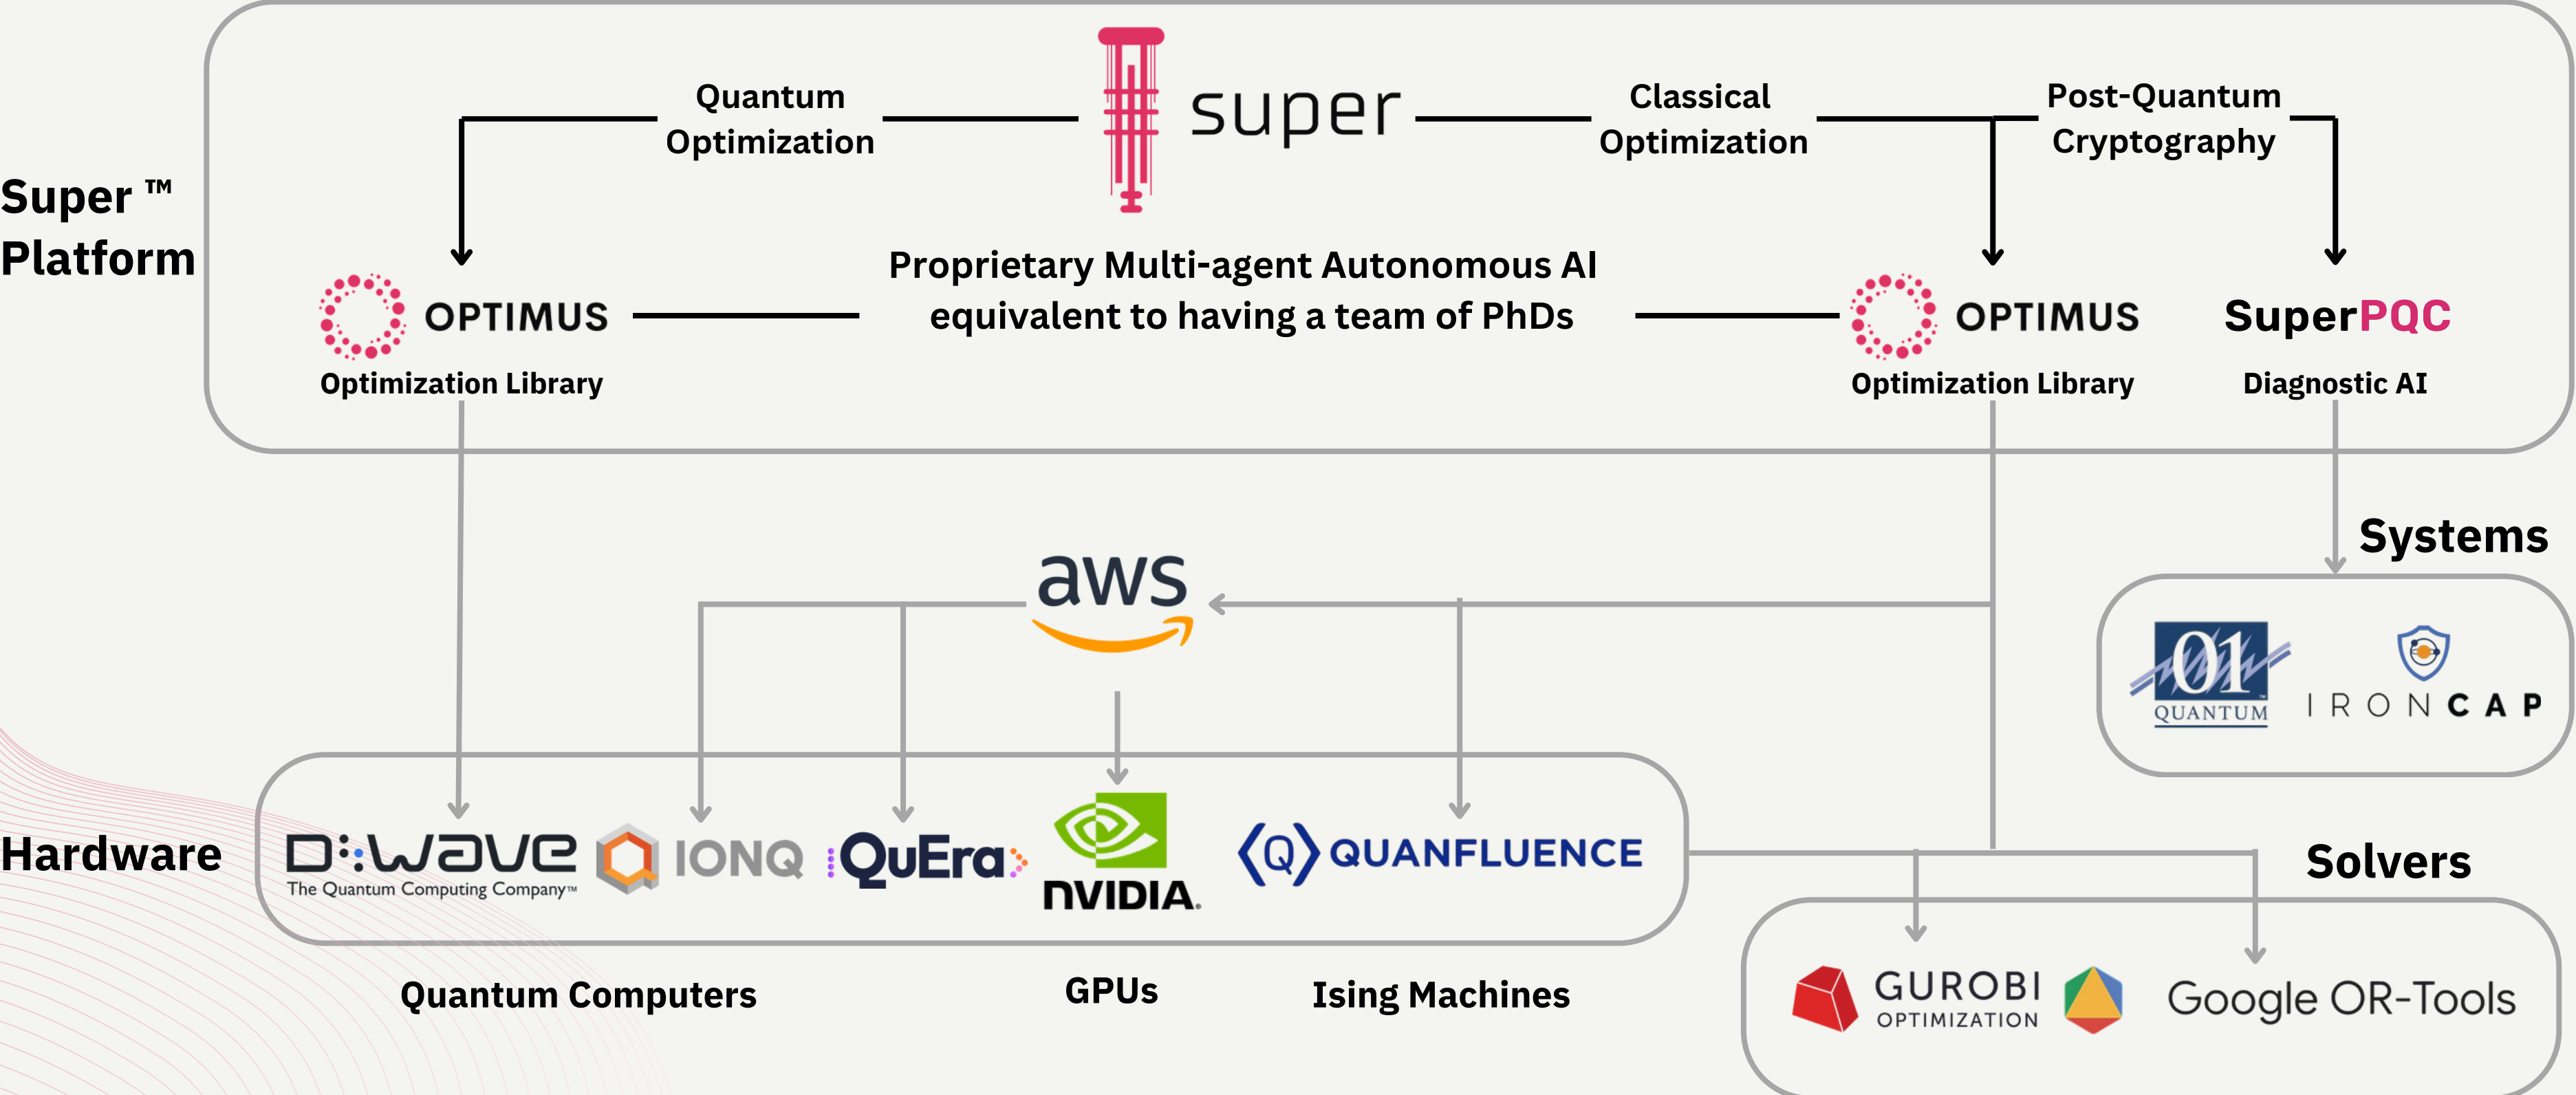 Super ™
Platform
Quantum
Optimization
super
Classical
Optimization
Post-Quantum
Cryptography
OPTIMUS
Optimization Library
Proprietary Multi-agent Autonomous AI
equivalent to having a team of PhDs
OPTIMUS
Optimization Library
SuperPQC
Diagnostic AI
aws
Systems
01
QUANTUM
™
IRONCAP
Hardware
D:Wave
The Quantum Computing Company™
IONQ
QuEra
NVIDIA®
QUANFLUENCE
Q
Quantum Computers
GPUs
Ising Machines
Solvers
GUROBI
OPTIMIZATION
Google OR-Tools